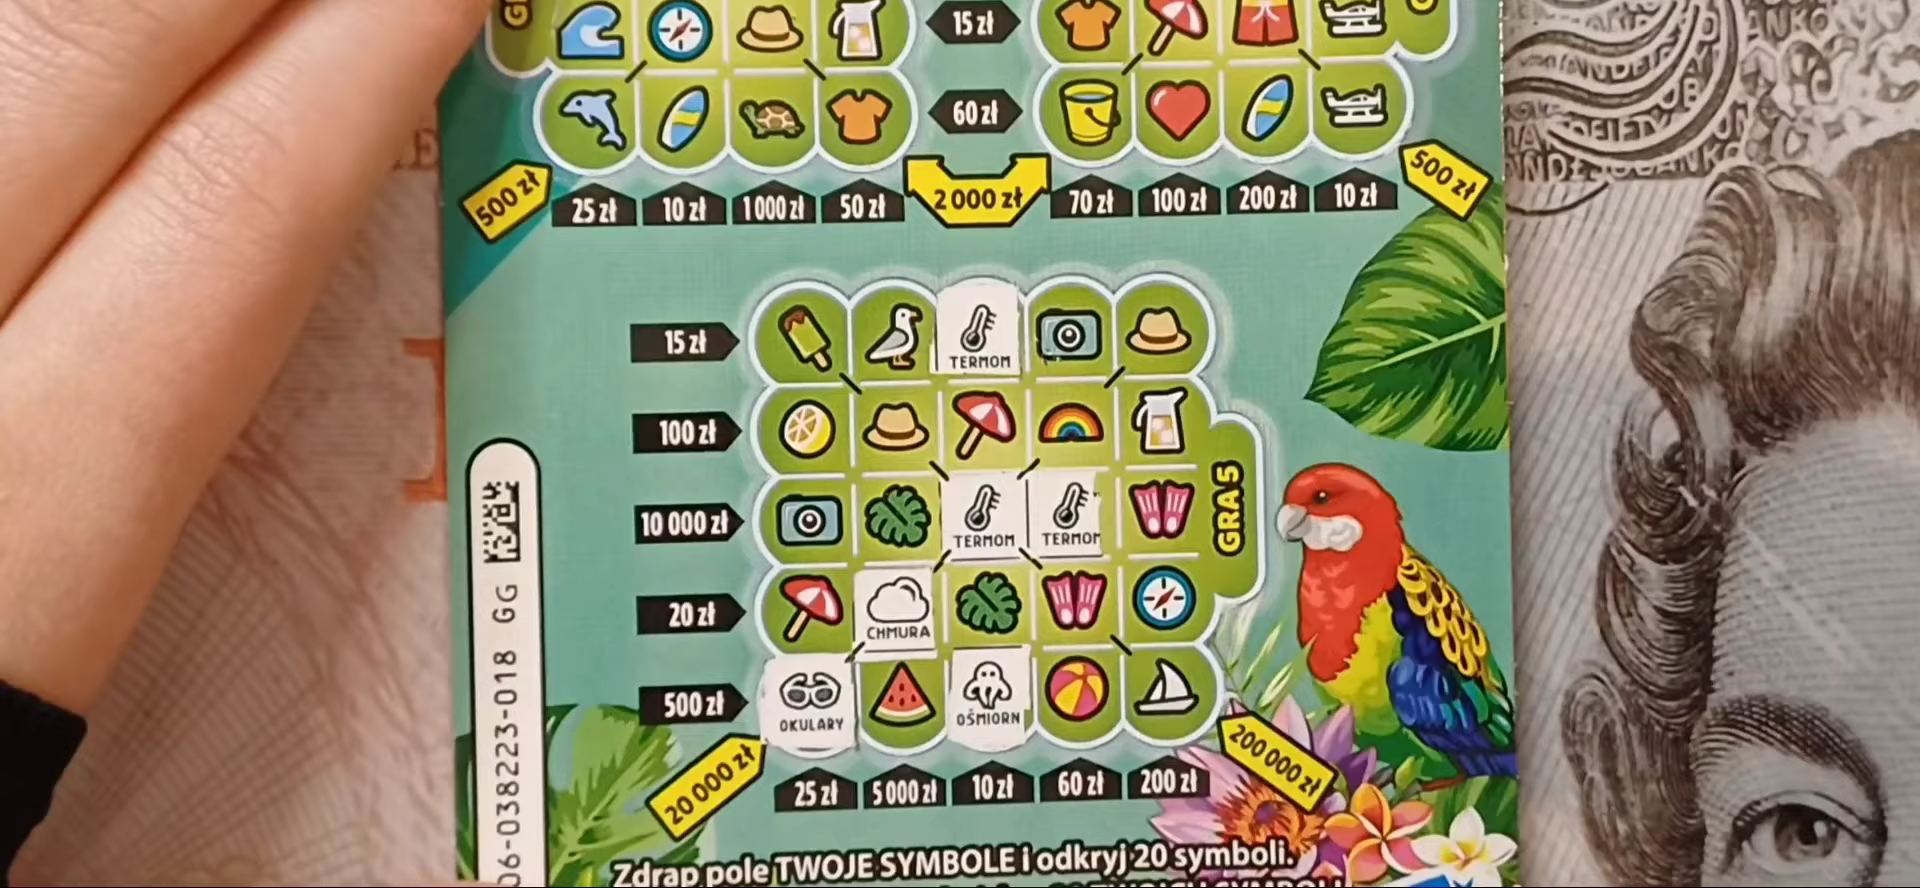 15 zł
60 zł
500 zł
25 zł
10 zł
1 000 zł
50 zł
2 000 zł
70 zł
100 zł
200 zł
10 zł
500 zł
15 zł
TERMOM
100 zł
10 000 zł
TERMOM
TERMOM
GRA 5
20 zł
CHMURA
500 zł
OKULARY
OŚMIORN
20 000 zł
25 zł
5 000 zł
10 zł
60 zł
200 zł
200 000 zł
06-038223-018 GG
Zdrap pole TWOJE SYMBOLE i odkryj 20 symboli.